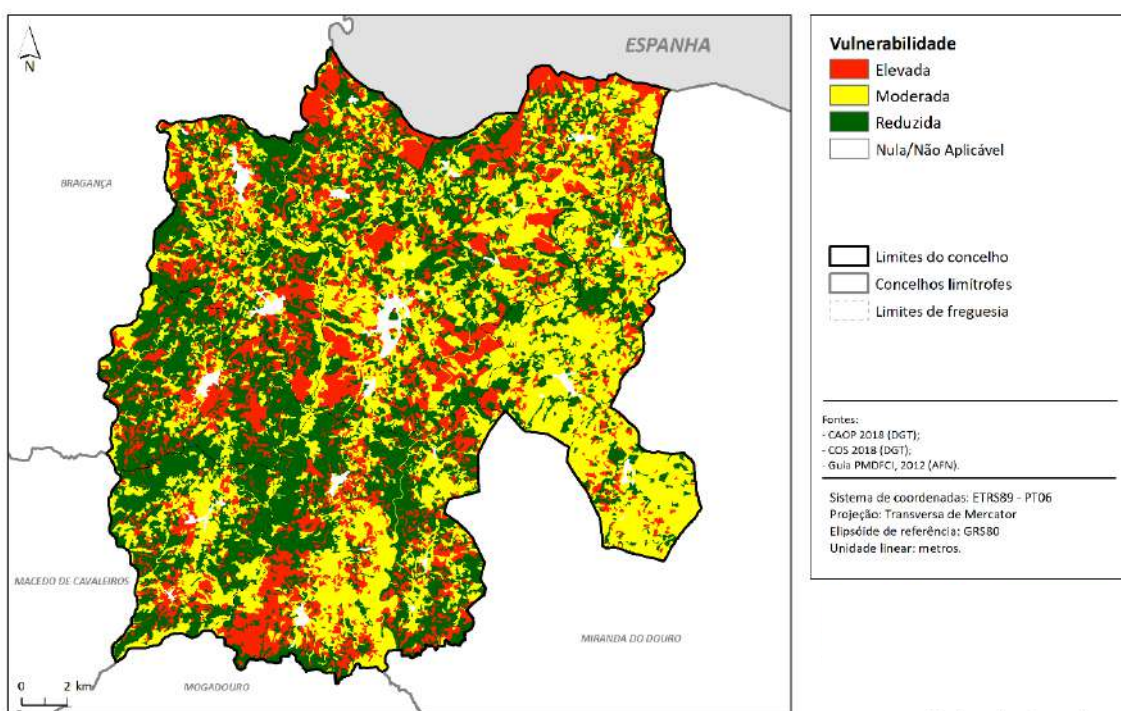 ESPANHA
N
BRAGANÇA
MACEDO DE CAVALEIROS
MIRANDA DO DOURO
MOGADOURO
0 2 km
Vulnerabilidade
Elevada
Moderada
Reduzida
Nula/Não Aplicável
Limites do concelho
Concelhos limítrofes
Limites de freguesia
Fontes:
- CAOP 2018 (DGT);
- COS 2018 (DGT);
- Guia PMDFCI, 2012 (AFN).
Sistema de coordenadas: ETRS89 - PT06
Projeção: Transversa de Mercator
Elipsóide de referência: GRS80
Unidade linear: metros.